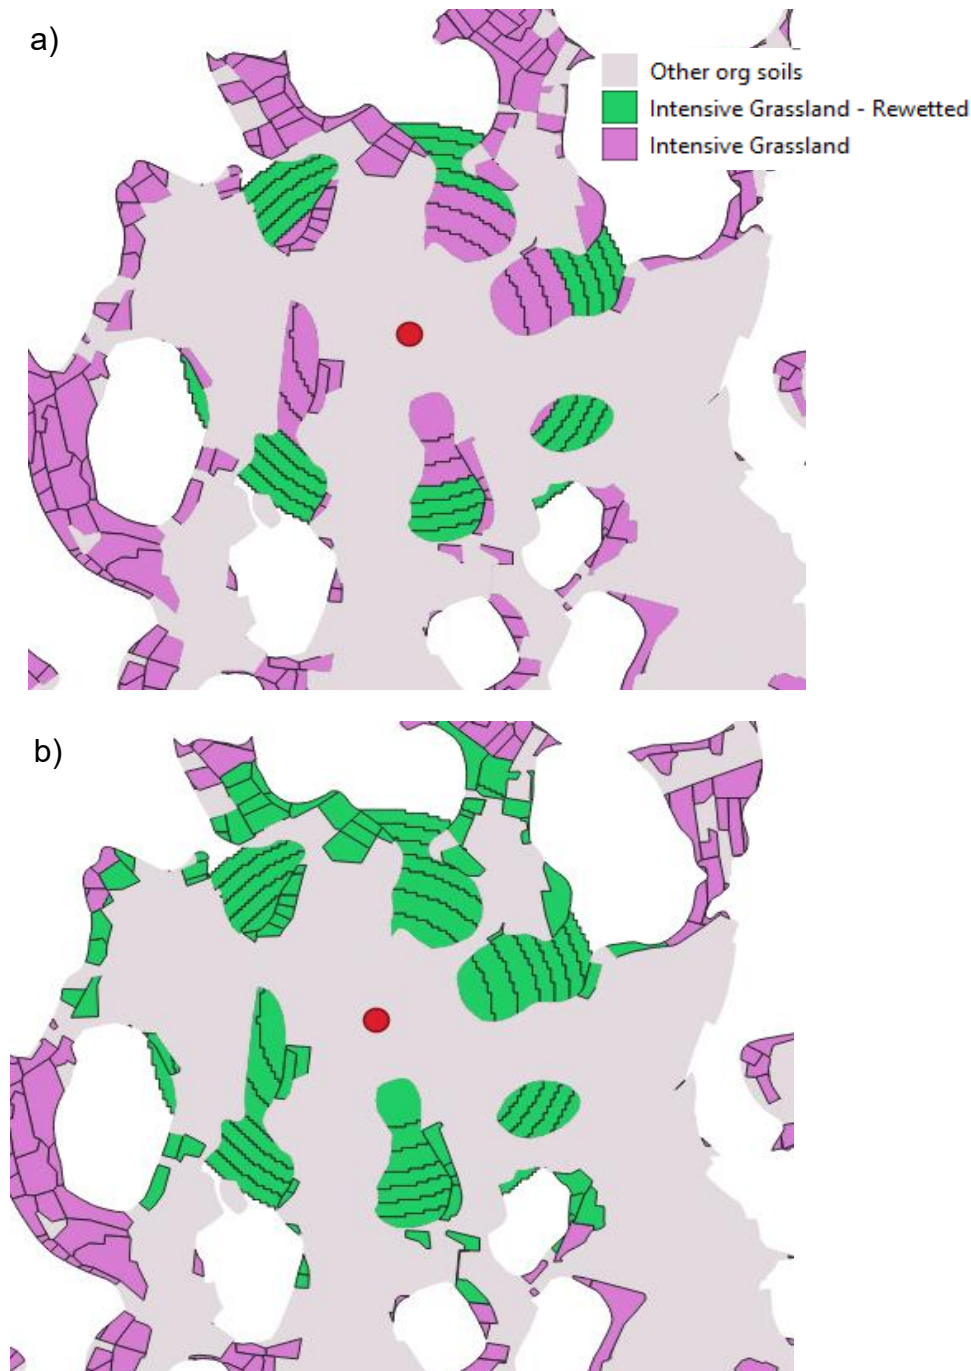 a)
Other org soils
Intensive Grassland - Rewetted
Intensive Grassland
b)